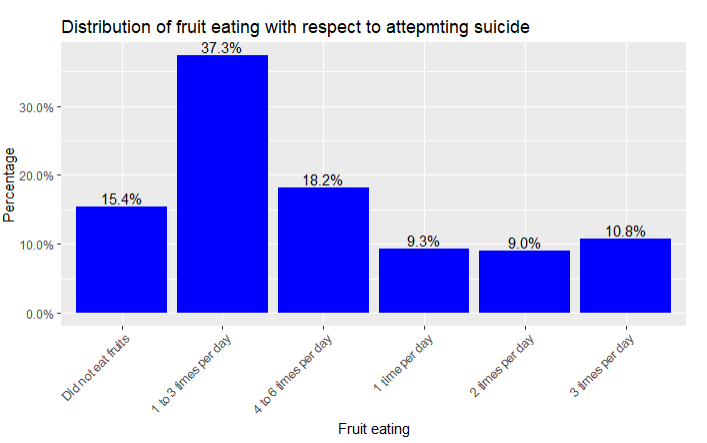 Distribution of fruit eating with respect to attepmting suicide
37.3%
30.0%
20.0%
18.2%
15.4%
10.8%
10.0%
9.3%
9.0%
0.0%
Percentage
Did not eat fruits
1 to 3 times per day
4 to 6 times per day
1 time per day
2 times per day
3 times per day
Fruit eating